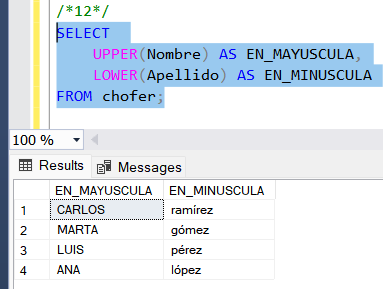 /*12*/
SELECT
UPPER(Nombre) AS EN_MAYUSCULA,
LOWER(Apellido) AS EN_MINUSCULA
FROM chofer;
100 %
Results Messages
EN_MAYUSCULA EN_MINUSCULA
1 CARLOS ramírez
2 MARTA gómez
3 LUIS pérez
4 ANA lópez